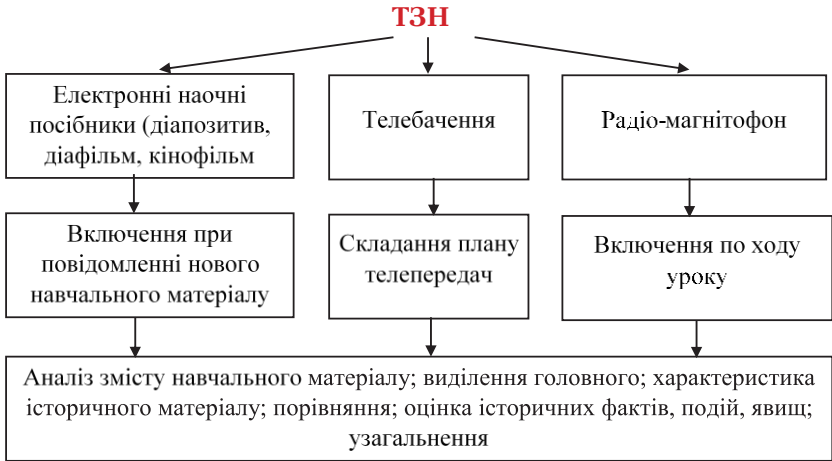 ТЗН
Електронні наочні
посібники (діапозитив,
діафільм, кінофільм
Телебачення
Радіо-магнітофон
Включення при
повідомленні нового
навчального матеріалу
Складання плану
телепередач
Включення по ходу
уроку
Аналіз змісту навчального матеріалу; виділення головного; характеристика
історичного матеріалу; порівняння; оцінка історичних фактів, подій, явищ;
узагальнення